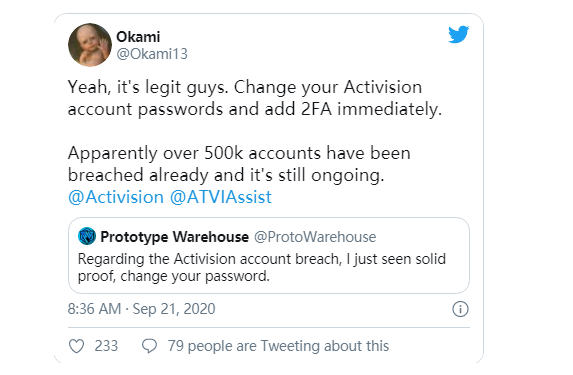 Okami
@Okami13
Yeah, it's legit guys. Change your Activision
account passwords and add 2FA immediately.
Apparently over 500k accounts have been
breached already and it's still ongoing.
@Activision @ATVIAssist
Prototype Warehouse @ProtoWarehouse
Regarding the Activision account breach, I just seen solid
proof, change your password.
8:36 AM · Sep 21, 2020
233 79 people are Tweeting about this